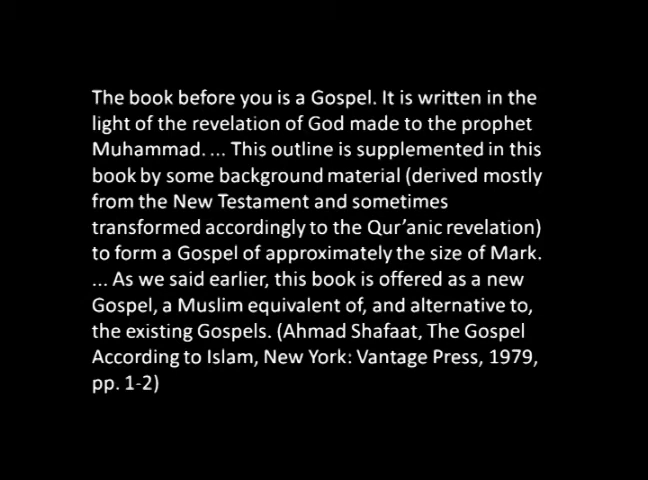 The book before you is a Gospel. It is written in the
light of the revelation of God made to the prophet
Muhammad. ... This outline is supplemented in this
book by some background material (derived mostly
from the New Testament and sometimes
transformed accordingly to the Qur’anic revelation)
to form a Gospel of approximately the size of Mark.
... As we said earlier, this book is offered as a new
Gospel, a Muslim equivalent of, and alternative to,
the existing Gospels. (Ahmad Shafaat, The Gospel
According to Islam, New York: Vantage Press, 1979,
pp. 1-2)